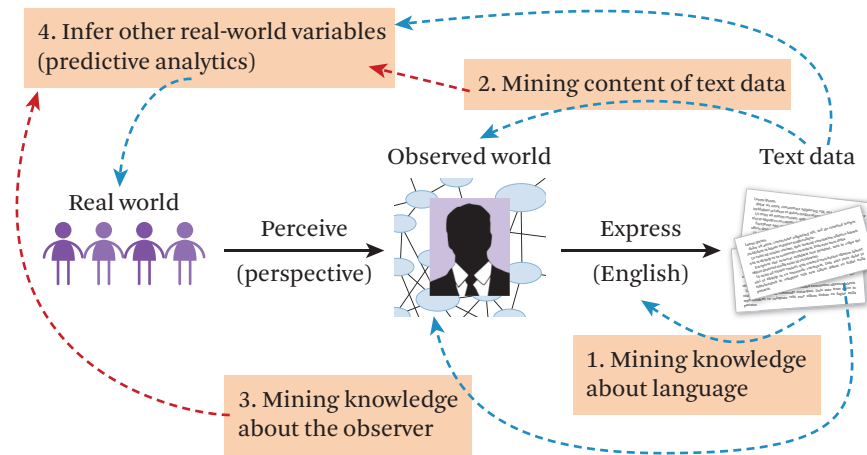 4. Infer other real-world variables
(predictive analytics)
2. Mining content of text data
Observed world
Text data
Real world
Perceive
(perspective)
Express
(English)
1. Mining knowledge
about language
3. Mining knowledge
about the observer